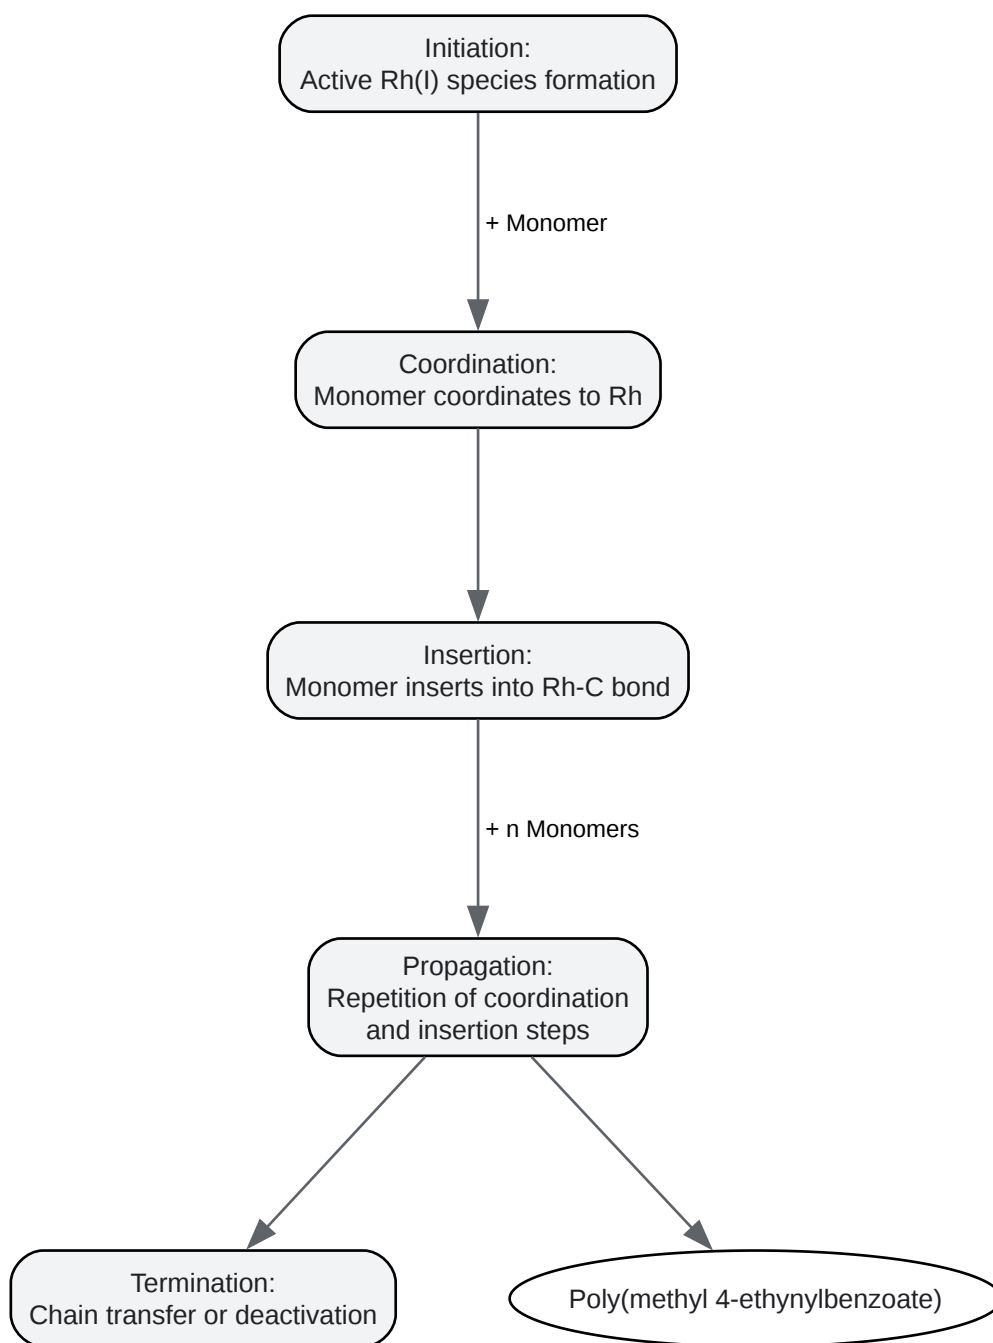 Initiation:
Active Rh(I) species formation
+ Monomer
Coordination:
Monomer coordinates to Rh
Insertion:
Monomer inserts into Rh-C bond
+ n Monomers
Propagation:
Repetition of coordination
and insertion steps
Termination:
Chain transfer or deactivation
Poly(methyl 4-ethynylbenzoate)